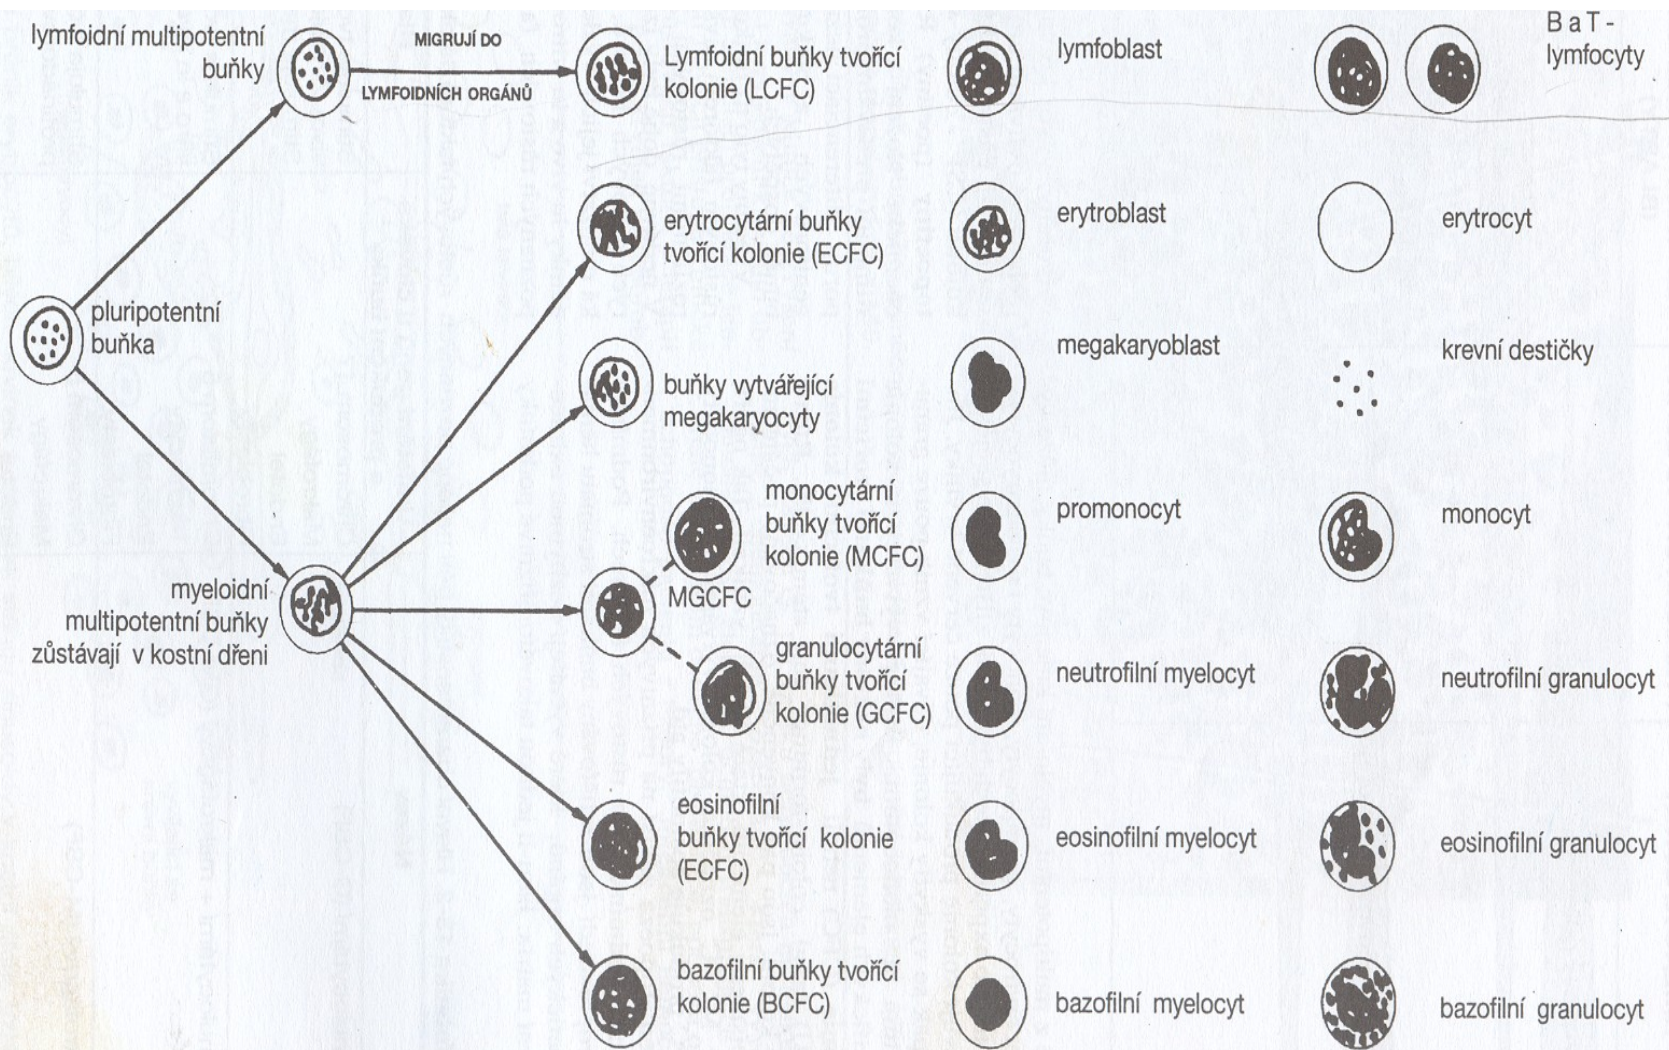 lymfoidní multipotentní
buňky
MIGRUJÍ DO
LYMFOIDNÍCH ORGÁNŮ
Lymfoidní buňky tvořící
kolonie (LCFC)
lymfoblast
B a T -
lymfocyty
erytrocytární buňky
tvořící kolonie (ECFC)
erytroblast
erytrocyt
pluripotentní
buňka
buňky vytvářející
megakaryocyty
megakaryoblast
krevní destičky
monocytární
buňky tvořící
kolonie (MCFC)
promonocyt
monocyt
myeloidní
multipotentní buňky
zůstávají v kostní dřeni
MGCFC
granulocytární
buňky tvořící
kolonie (GCFC)
neutrofilní myelocyt
neutrofilní granulocyt
eosinofilní
buňky tvořící kolonie
(ECFC)
eosinofilní myelocyt
eosinofilní granulocyt
bazofilní buňky tvořící
kolonie (BCFC)
bazofilní myelocyt
bazofilní granulocyt